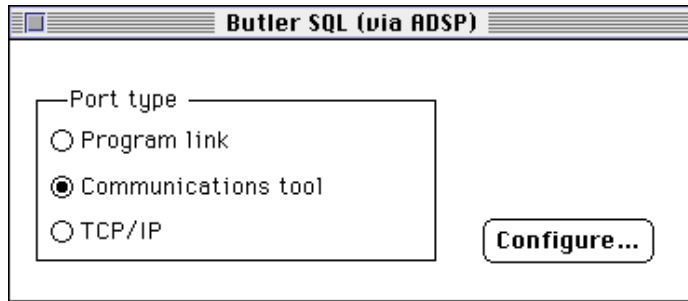 Butler SQL (via ADSP)
Port type
Program link
Communications tool
TCP/IP
Configure...